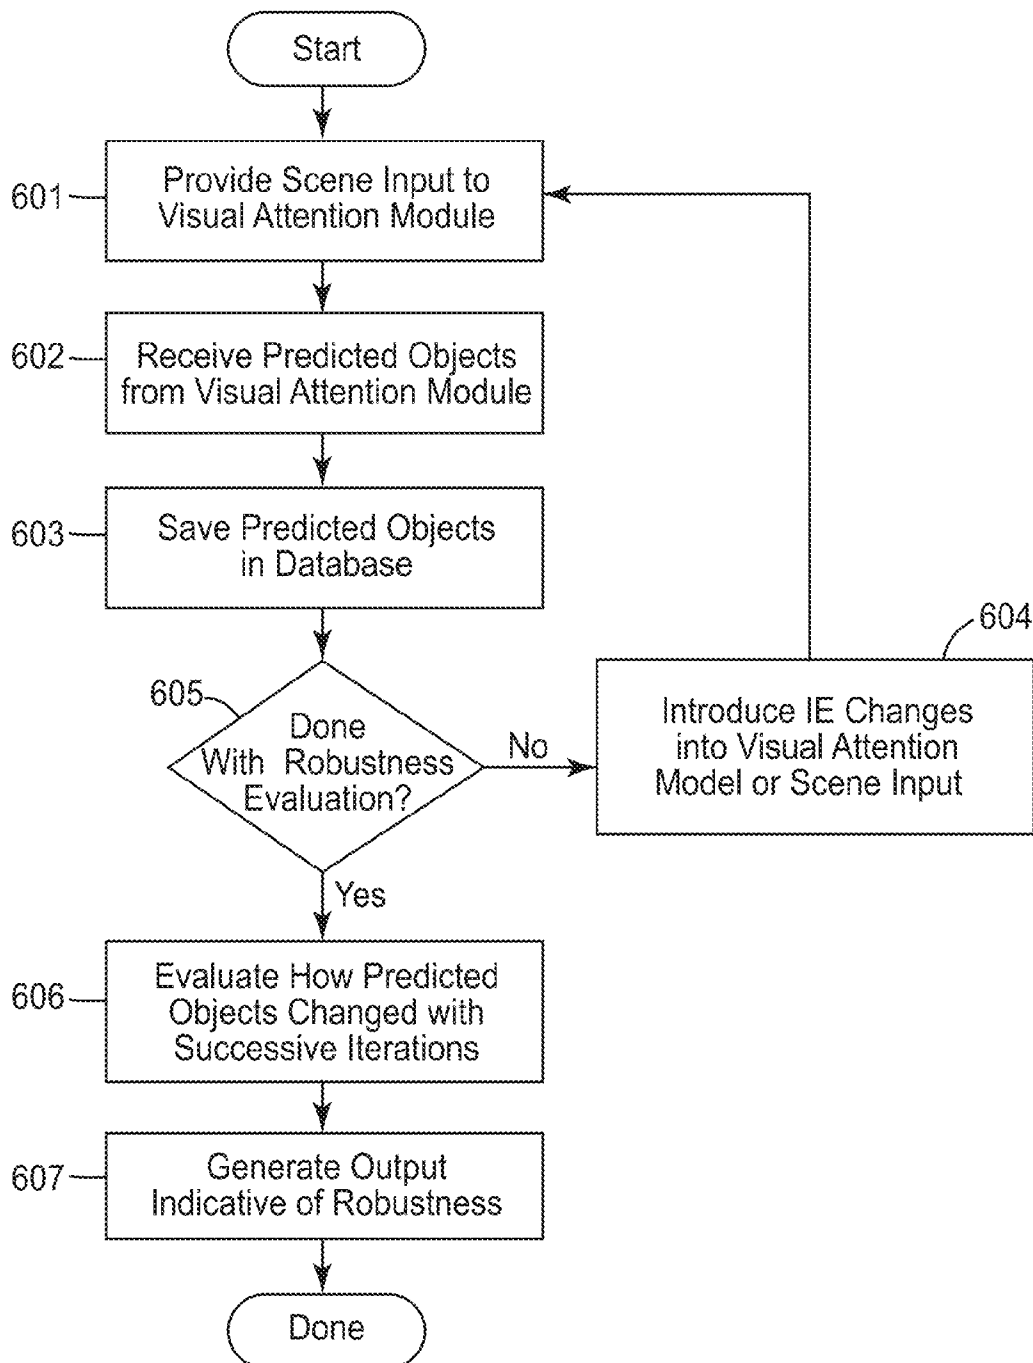 Start
601
Provide Scene Input to
Visual Attention Module
602
Receive Predicted Objects
from Visual Attention Module
603
Save Predicted Objects
in Database
604
Introduce IE Changes
into Visual Attention
Model or Scene Input
605
Done
With Robustness
Evaluation?
No
Yes
606
Evaluate How Predicted
Objects Changed with
Successive Iterations
607
Generate Output
Indicative of Robustness
Done